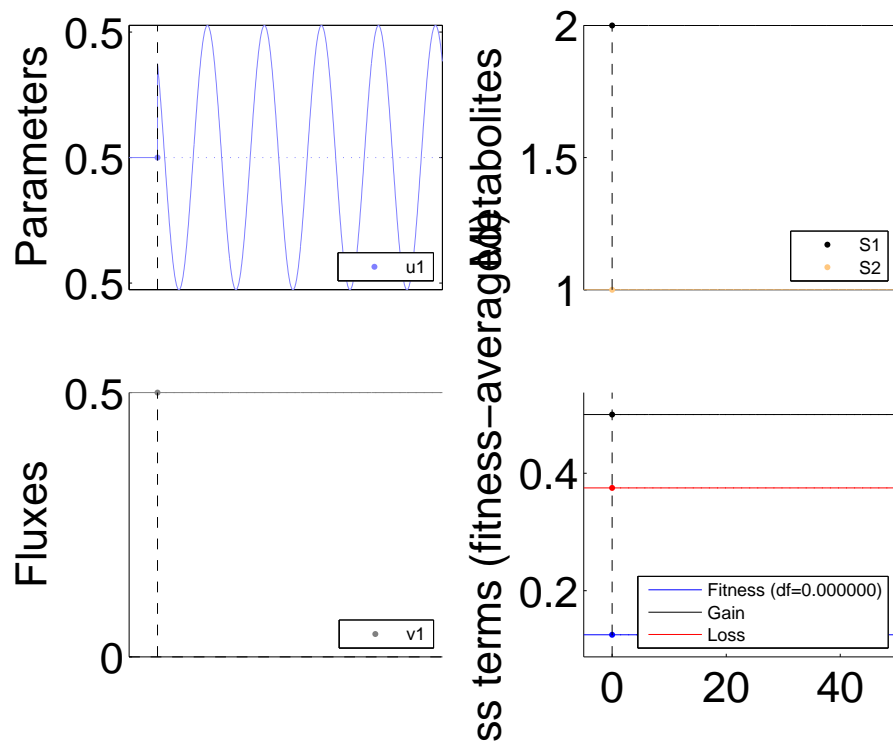 Parameters
0.5
0.5
0.5
u1
Metabolites
2
1.5
1
S1
S2
Fluxes
0.5
0
v1
ss terms (fitness−averaged)
0.4
0.2
Fitness (df=0.000000)
Gain
Loss
0
20
40